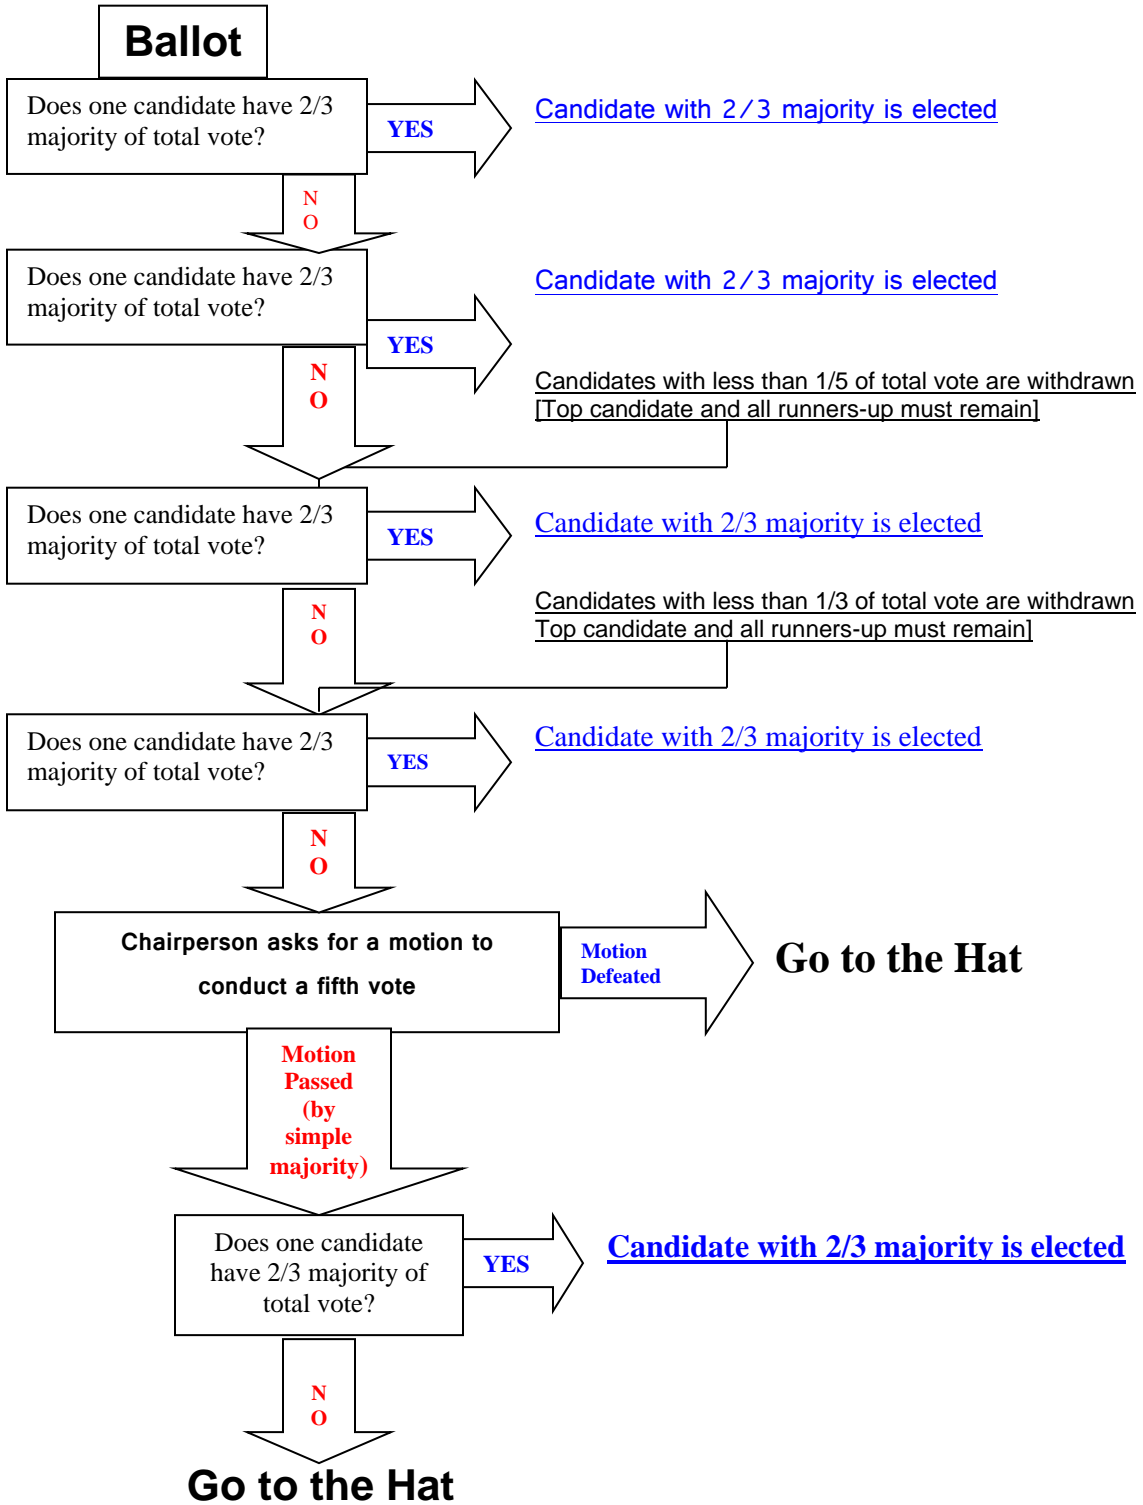 Ballot
Does one candidate have 2/3
majority of total vote?
YES
Candidate with 2/3 majority is elected
N
O
Does one candidate have 2/3
majority of total vote?
YES
Candidate with 2/3 majority is elected
N
O
Candidates with less than 1/5 of total vote are withdrawn
[Top candidate and all runners-up must remain]
Does one candidate have 2/3
majority of total vote?
YES
Candidate with 2/3 majority is elected
N
O
Candidates with less than 1/3 of total vote are withdrawn
Top candidate and all runners-up must remain]
Does one candidate have 2/3
majority of total vote?
YES
Candidate with 2/3 majority is elected
N
O
Chairperson asks for a motion to
conduct a fifth vote
Motion
Defeated
Go to the Hat
Motion
Passed
(by
simple
majority)
Does one candidate
have 2/3 majority of
total vote?
YES
Candidate with 2/3 majority is elected
N
O
Go to the Hat